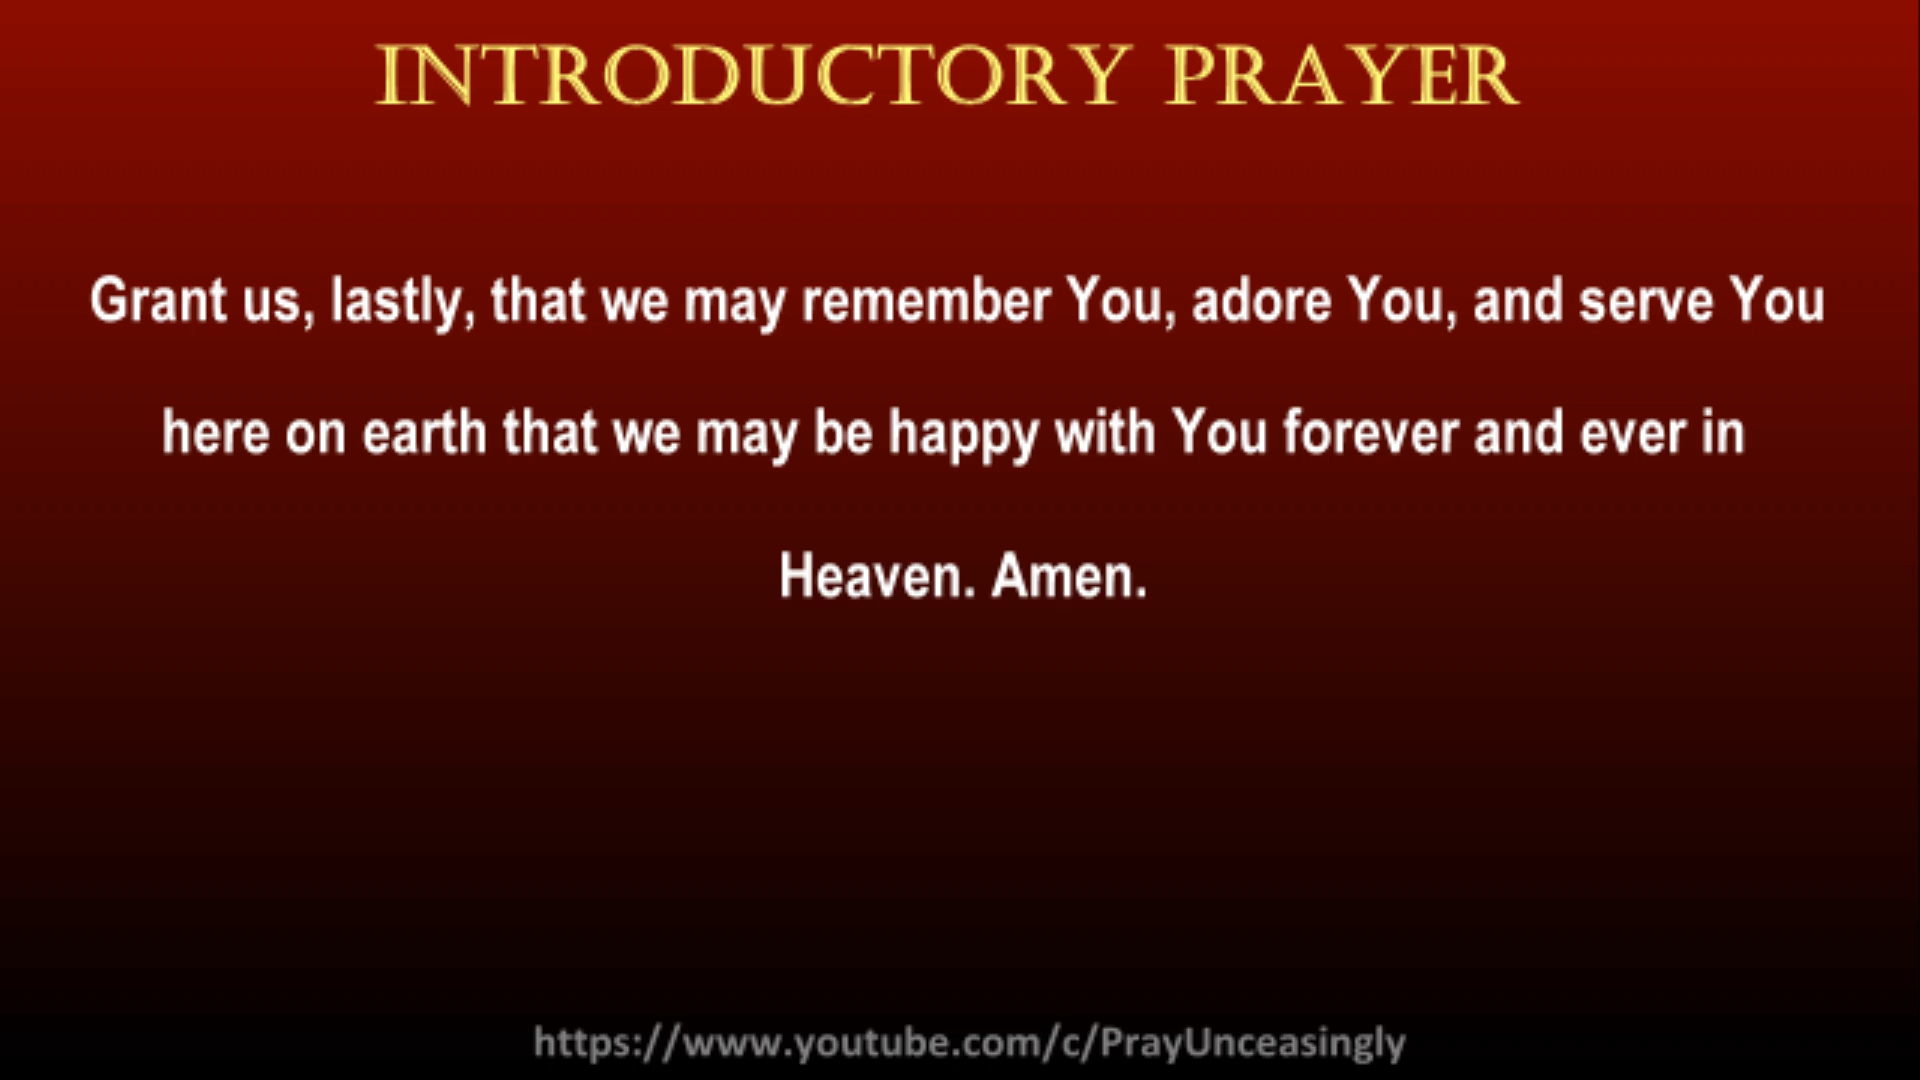 INTRODUCTORY PRAYER
Grant us, lastly, that we may remember You, adore You, and serve You
here on earth that we may be happy with You forever and ever in
Heaven. Amen.
https://www.youtube.com/c/PrayUnceasingly